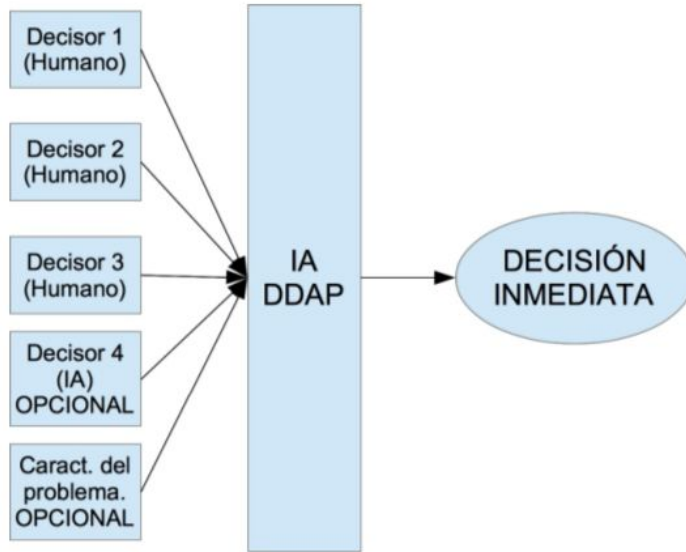 Decisor 1
(Humano)
Decisor 2
(Humano)
Decisor 3
(Humano)
Decisor 4
(IA)
OPCIONAL
Caract. del
problema.
OPCIONAL
IA
DDAP
DECISIÓN
INMEDIATA